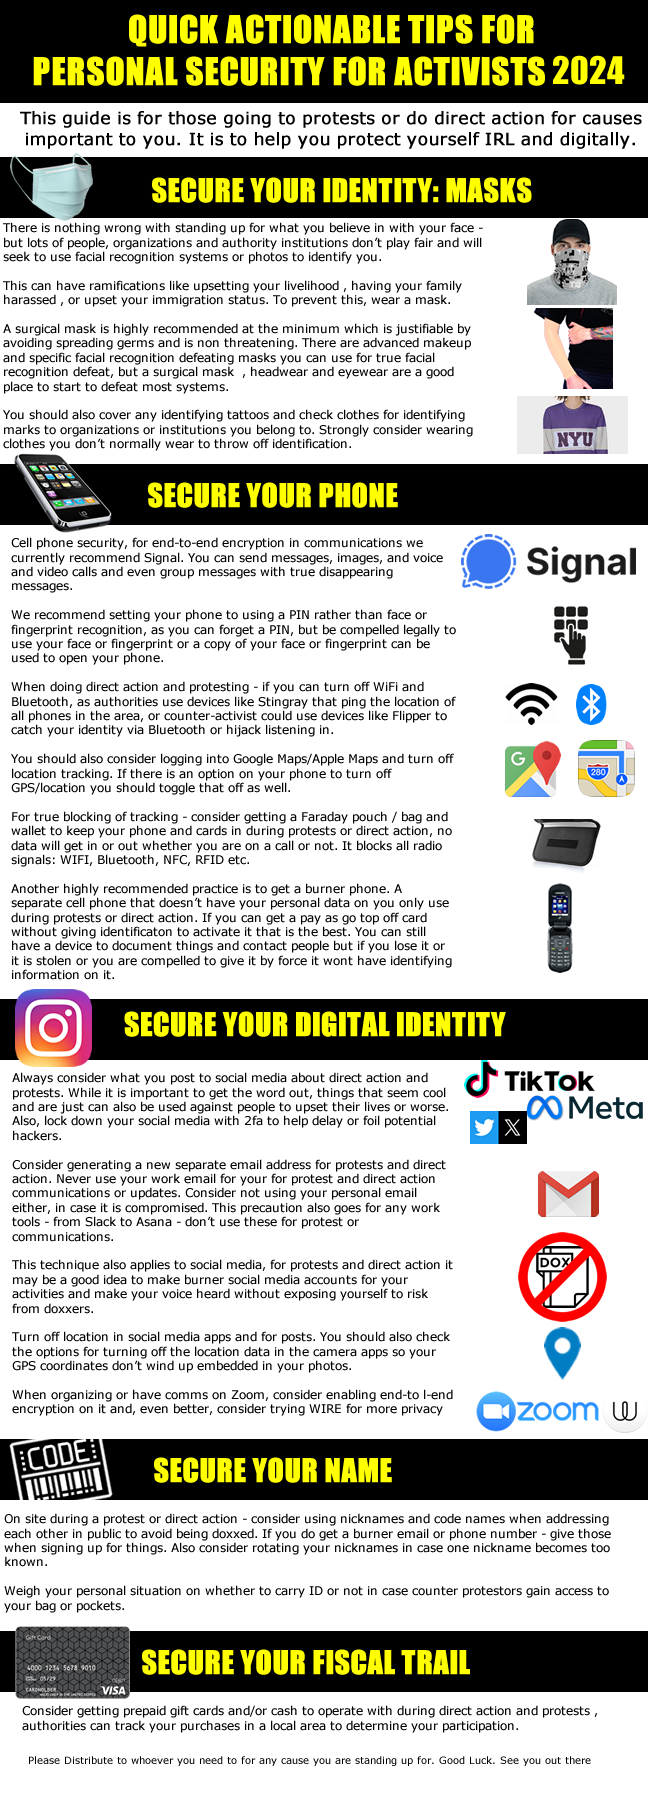 QUICK ACTIONABLE TIPS FOR
PERSONAL SECURITY FOR ACTIVISTS 2024
This guide is for those going to protests or do direct action for causes
important to you. It is to help you protect yourself IRL and digitally.
SECURE YOUR IDENTITY: MASKS
There is nothing wrong with standing up for what you believe in with your face -
but lots of people, organizations and authority institutions don't play fair and will
seek to use facial recognition systems or photos to identify you.
This can have ramifications like upsetting your livelihood , having your family
harassed , or upset your immigration status. To prevent this, wear a mask.
A surgical mask is highly recommended at the minimum which is justifiable by
avoiding spreading germs and is non threatening. There are advanced makeup
and specific facial recognition defeating masks you can use for true facial
recognition defeat, but a surgical mask  , headwear and eyewear are a good
place to start to defeat most systems.
You should also cover any identifying tattoos and check clothes for identifying
marks to organizations or institutions you belong to. Strongly consider wearing
clothes you don't normally wear to throw off identification.
NYU
SECURE YOUR PHONE
Cell phone security, for end-to-end encryption in communications we
currently recommend Signal. You can send messages, images, and voice
and video calls and even group messages with true disappearing
messages.
Signal
We recommend setting your phone to using a PIN rather than face or
fingerprint recognition, as you can forget a PIN, but be compelled legally to
use your face or fingerprint or a copy of your face or fingerprint can be
used to open your phone.
When doing direct action and protesting - if you can turn off WiFi and
Bluetooth, as authorities use devices like Stingray that ping the location of
all phones in the area, or counter-activist could use devices like Flipper to
catch your identity via Bluetooth or hijack listening in.
You should also consider logging into Google Maps/Apple Maps and turn off
location tracking. If there is an option on your phone to turn off
GPS/location you should toggle that off as well.
G
280
For true blocking of tracking - consider getting a Faraday pouch / bag and
wallet to keep your phone and cards in during protests or direct action, no
data will get in or out whether you are on a call or not. It blocks all radio
signals: WIFI, Bluetooth, NFC, RFID etc.
Another highly recommended practice is to get a burner phone. A
separate cell phone that doesn't have your personal data on you only use
during protests or direct action. If you can get a pay as go top off card
without giving identificaton to activate it that is the best. You can still
have a device to document things and contact people but if you lose it or
it is stolen or you are compelled to give it by force it wont have identifying
information on it.
SECURE YOUR DIGITAL IDENTITY
Always consider what you post to social media about direct action and
protests. While it is important to get the word out, things that seem cool
and are just can also be used against people to upset their lives or worse.
Also, lock down your social media with 2fa to help delay or foil potential
hackers.
TikTok
Meta
X
Consider generating a new separate email address for protests and direct
action. Never use your work email for your for protest and direct action
communications or updates. Consider not using your personal email
either, in case it is compromised. This precaution also goes for any work
tools - from Slack to Asana - don't use these for protest or
communications.
This technique also applies to social media, for protests and direct action it
may be a good idea to make burner social media accounts for your
activities and make your voice heard without exposing yourself to risk
from doxxers.
DOX
Turn off location in social media apps and for posts. You should also check
the options for turning off the location data in the camera apps so your
GPS coordinates don't wind up embedded in your photos.
When organizing or have comms on Zoom, consider enabling end-to l-end
encryption on it and, even better, consider trying WIRE for more privacy
zoom
CODE
SECURE YOUR NAME
On site during a protest or direct action - consider using nicknames and code names when addressing
each other in public to avoid being doxxed. If you do get a burner email or phone number - give those
when signing up for things. Also consider rotating your nicknames in case one nickname becomes too
known.
Weigh your personal situation on whether to carry ID or not in case counter protestors gain access to
your bag or pockets.
Gift Card
4000 1234 5678 9010
05/29
CARDHOLDER
VISA
SECURE YOUR FISCAL TRAIL
Consider getting prepaid gift cards and/or cash to operate with during direct action and protests ,
authorities can track your purchases in a local area to determine your participation.
Please Distribute to whoever you need to for any cause you are standing up for. Good Luck. See you out there